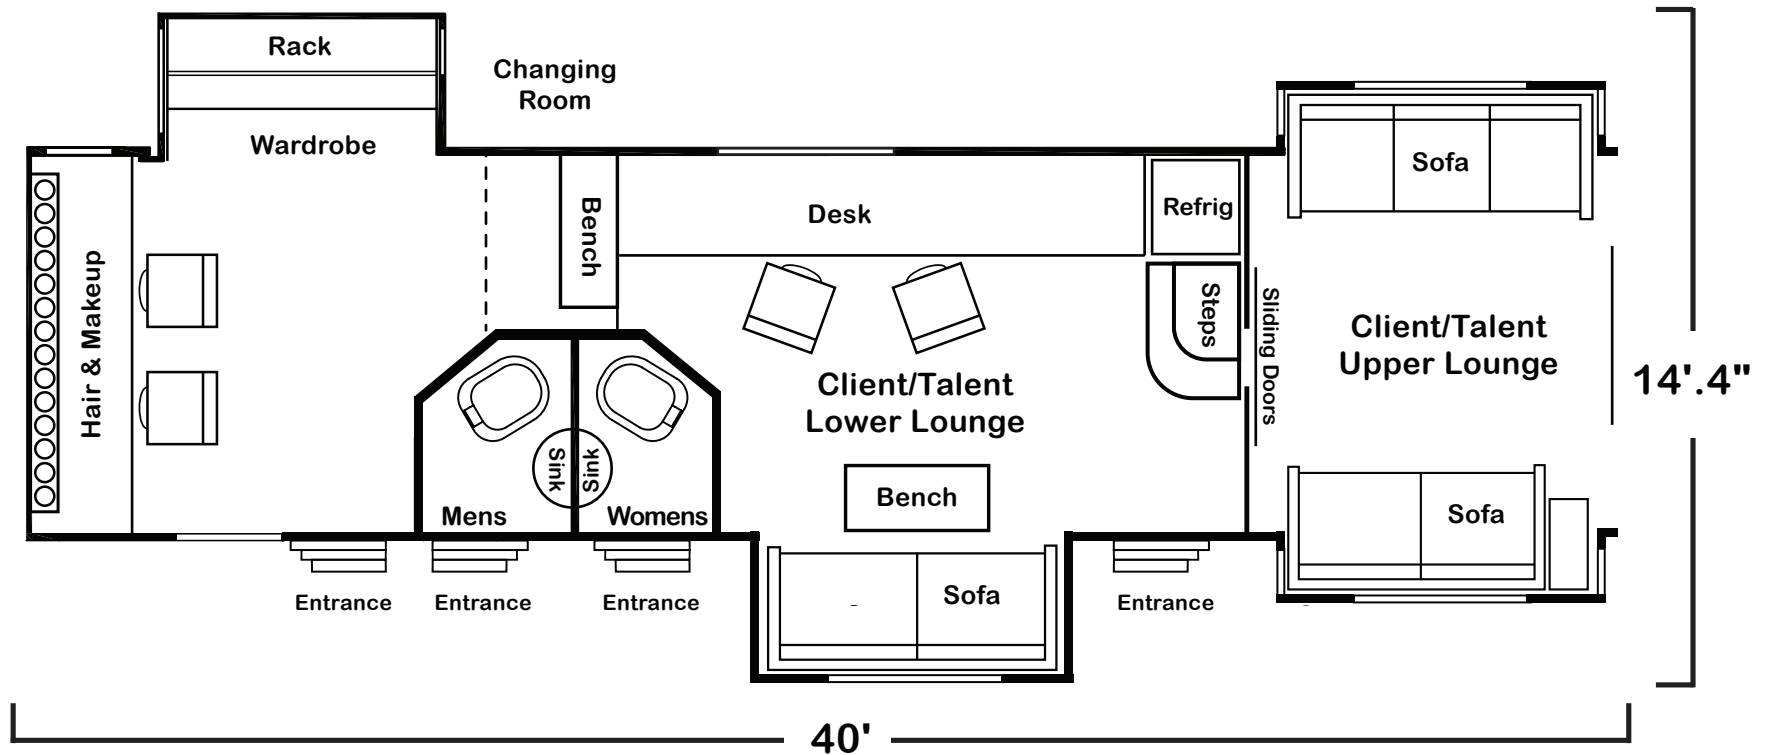 Rack
Changing
Room
Wardrobe
Sofa
Bench
Desk
Refrig
Hair & Makeup
Steps
Sliding Doors
Client/Talent
Upper Lounge
Client/Talent
Lower Lounge
14'.4"
Sink
Sink
Bench
Mens
Womens
Sofa
Sofa
Entrance
Entrance
Entrance
Entrance
40'